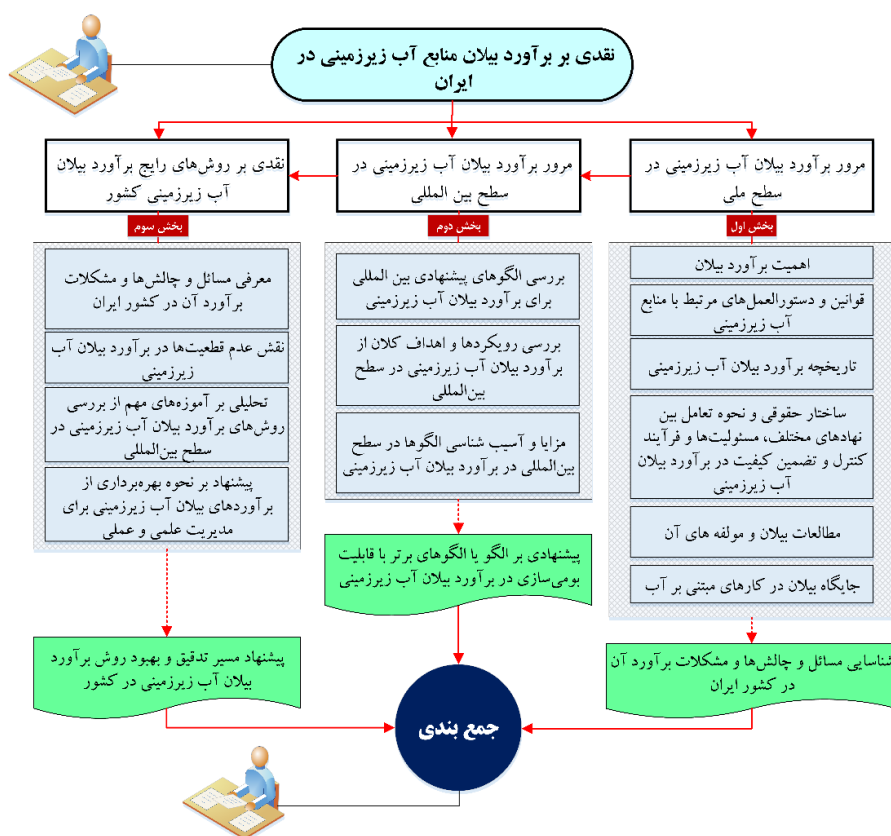 نقدی بر برآورد بیلان منابع آب زیرزمینی در
ایران
مرور برآورد بیلان آب زیرزمینی در
سطح ملی
بخش اول
اهمیت برآورد بیلان
قوانین و دستورالعمل‌های مرتبط با منابع
آب زیرزمینی
تاریخچه برآورد بیلان آب زیرزمینی
ساختار حقوقی و نحوه تعامل بین
نهادهای مختلف، مسئولیت‌ها و فرآیند
کنترل و تضمین کیفیت در برآورد بیلان
آب زیرزمینی
مطالعات بیلان و مولفه های آن
جایگاه بیلان در کارهای مبتنی بر آب
شناسایی مسائل و چالش‌ها و مشکلات برآورد آن
در کشور ایران
مرور برآورد بیلان آب زیرزمینی در
سطح بین المللی
بخش دوم
بررسی الگوهای پیشنهادی بین المللی
برای برآورد بیلان آب زیرزمینی
بررسی رویکردها و اهداف کلان از
برآورد بیلان آب زیرزمینی در سطح
بین‌المللی
مزایا و آسیب شناسی الگوها در سطح
بین‌المللی در برآورد بیلان آب زیرزمینی
پیشنهادی بر الگو یا الگوهای برتر با قابلیت
بومی‌سازی در برآورد بیلان آب زیرزمینی
نقدی بر روش‌های رایج برآورد بیلان
آب زیرزمینی کشور
بخش سوم
معرفی مسائل و چالش‌ها و مشکلات
برآورد آن در کشور ایران
نقش عدم قطعیت‌ها در برآورد بیلان آب
زیرزمینی
تحلیلی بر آموزه‌های مهم از بررسی
روش‌های برآورد بیلان آب زیرزمینی در
سطح بین‌المللی
پیشنهاد بر نحوه بهره‌برداری از
برآوردهای بیلان آب زیرزمینی برای
مدیریت علمی و عملی
پیشنهاد مسیر تدقیق و بهبود روش برآورد
بیلان آب زیرزمینی در کشور
جمع بندی